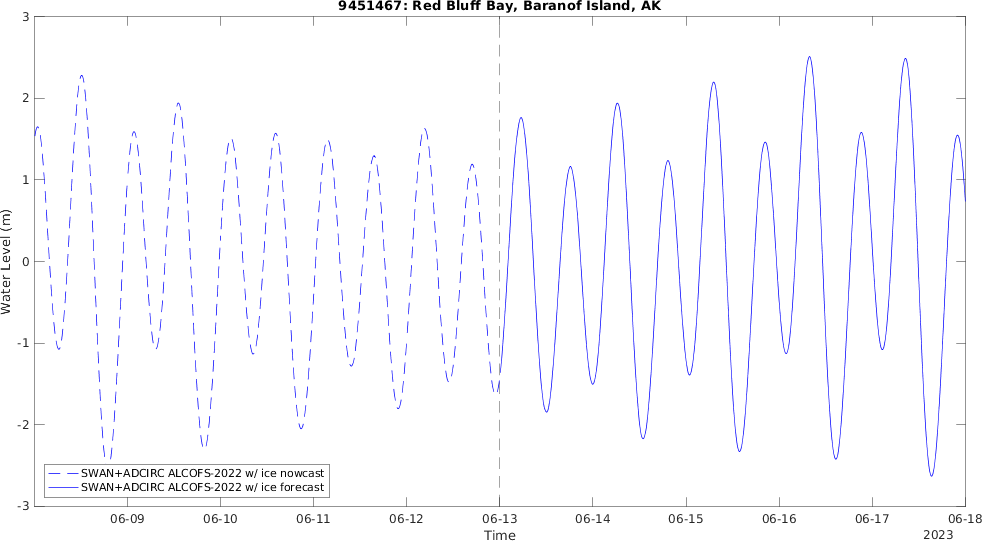 9451467: Red Bluff Bay, Baranof Island, AK
Water Level (m)
3
2
1
0
-1
-2
-3
SWAN+ADCIRC ALCOFS-2022 w/ ice nowcast
SWAN+ADCIRC ALCOFS-2022 w/ ice forecast
06-09 06-10 06-11 06-12 06-13 06-14 06-15 06-16 06-17 06-18
Time
2023